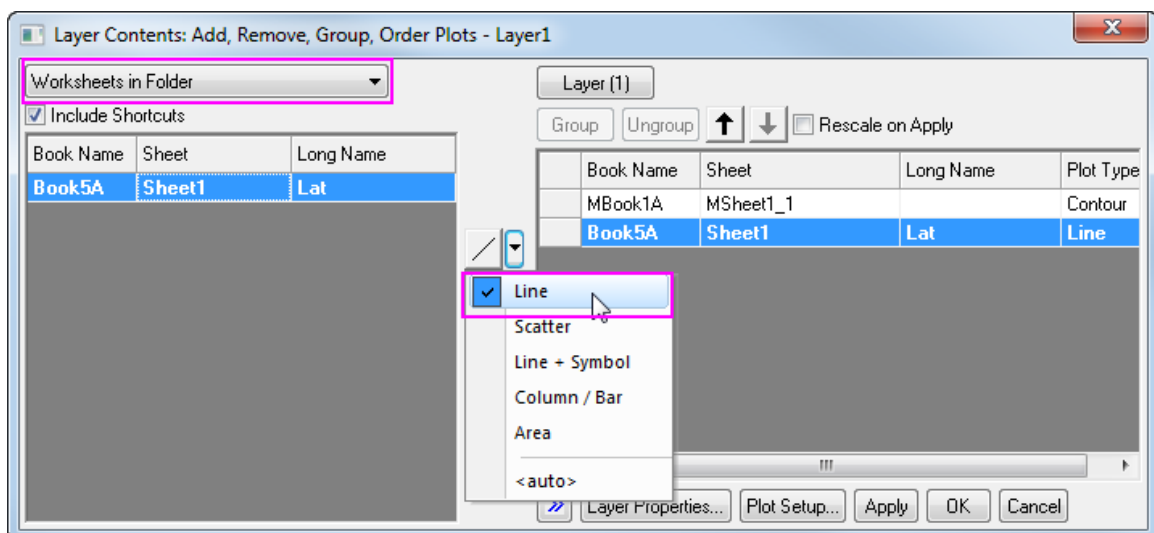 Layer Contents: Add, Remove, Group, Order Plots - Layer1
Worksheets in Folder
Include Shortcuts
Book Name Sheet Long Name
Book5A Sheet1 Lat
Layer (1)
Group Ungroup Rescale on Apply
Book Name Sheet Long Name Plot Type
MBook1A MSheet1_1 Contour
Book5A Sheet1 Lat Line
Line
Scatter
Line + Symbol
Column / Bar
Area
<auto>
Layer Properties... Plot Setup... Apply OK Cancel